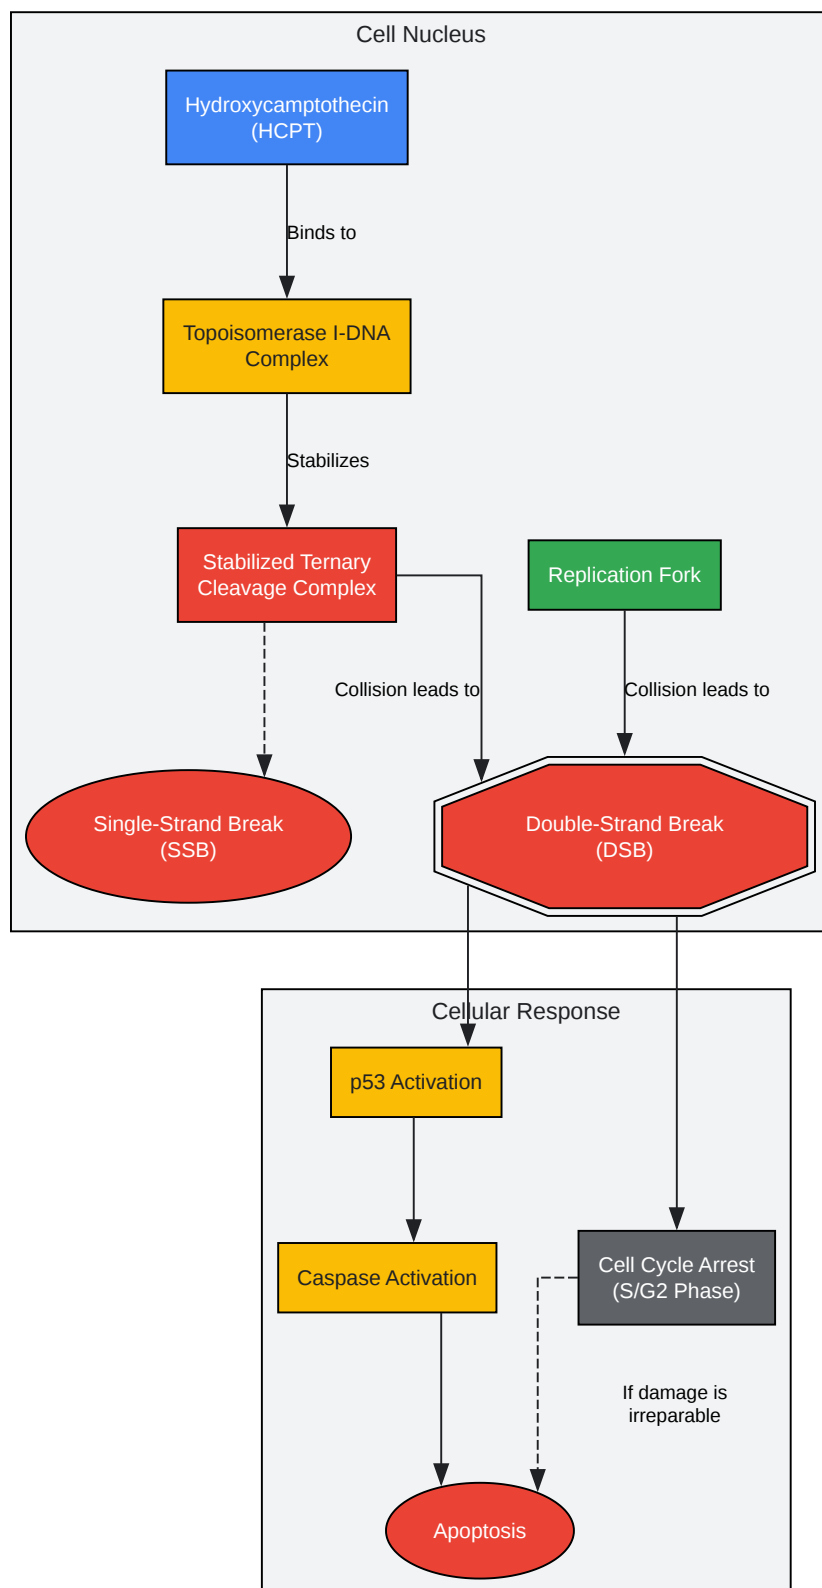 Cell Nucleus
Hydroxycamptothecin
(HCPT)
Binds to
Topoisomerase I-DNA
Complex
Stabilizes
Stabilized Ternary
Cleavage Complex
Replication Fork
Collision leads to
Collision leads to
Single-Strand Break
(SSB)
Double-Strand Break
(DSB)
Cellular Response
p53 Activation
Caspase Activation
Cell Cycle Arrest
(S/G2 Phase)
If damage is
irreparable
Apoptosis